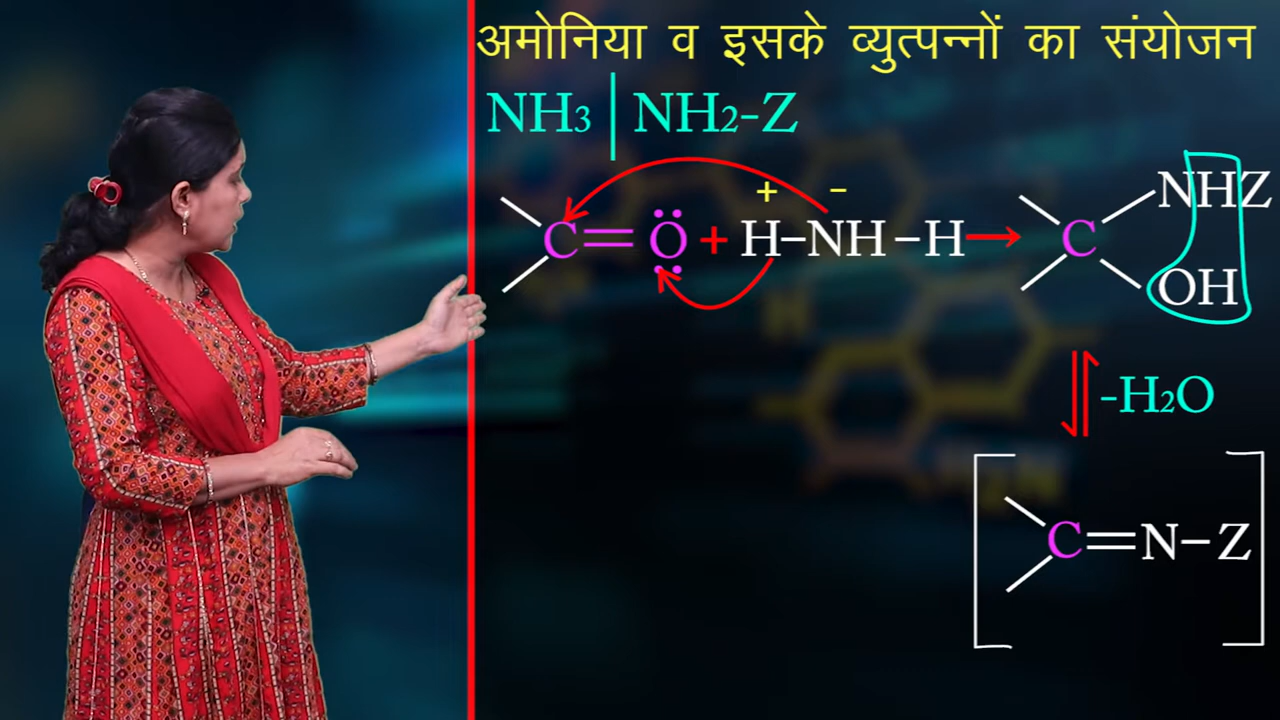 अमोनिया व इसके व्युत्पन्नों का संयोजन
NH3 | NH2-Z
+ -
C=Ö + H-NH-H → C NHZ OH
-H2O
[C=N-Z]